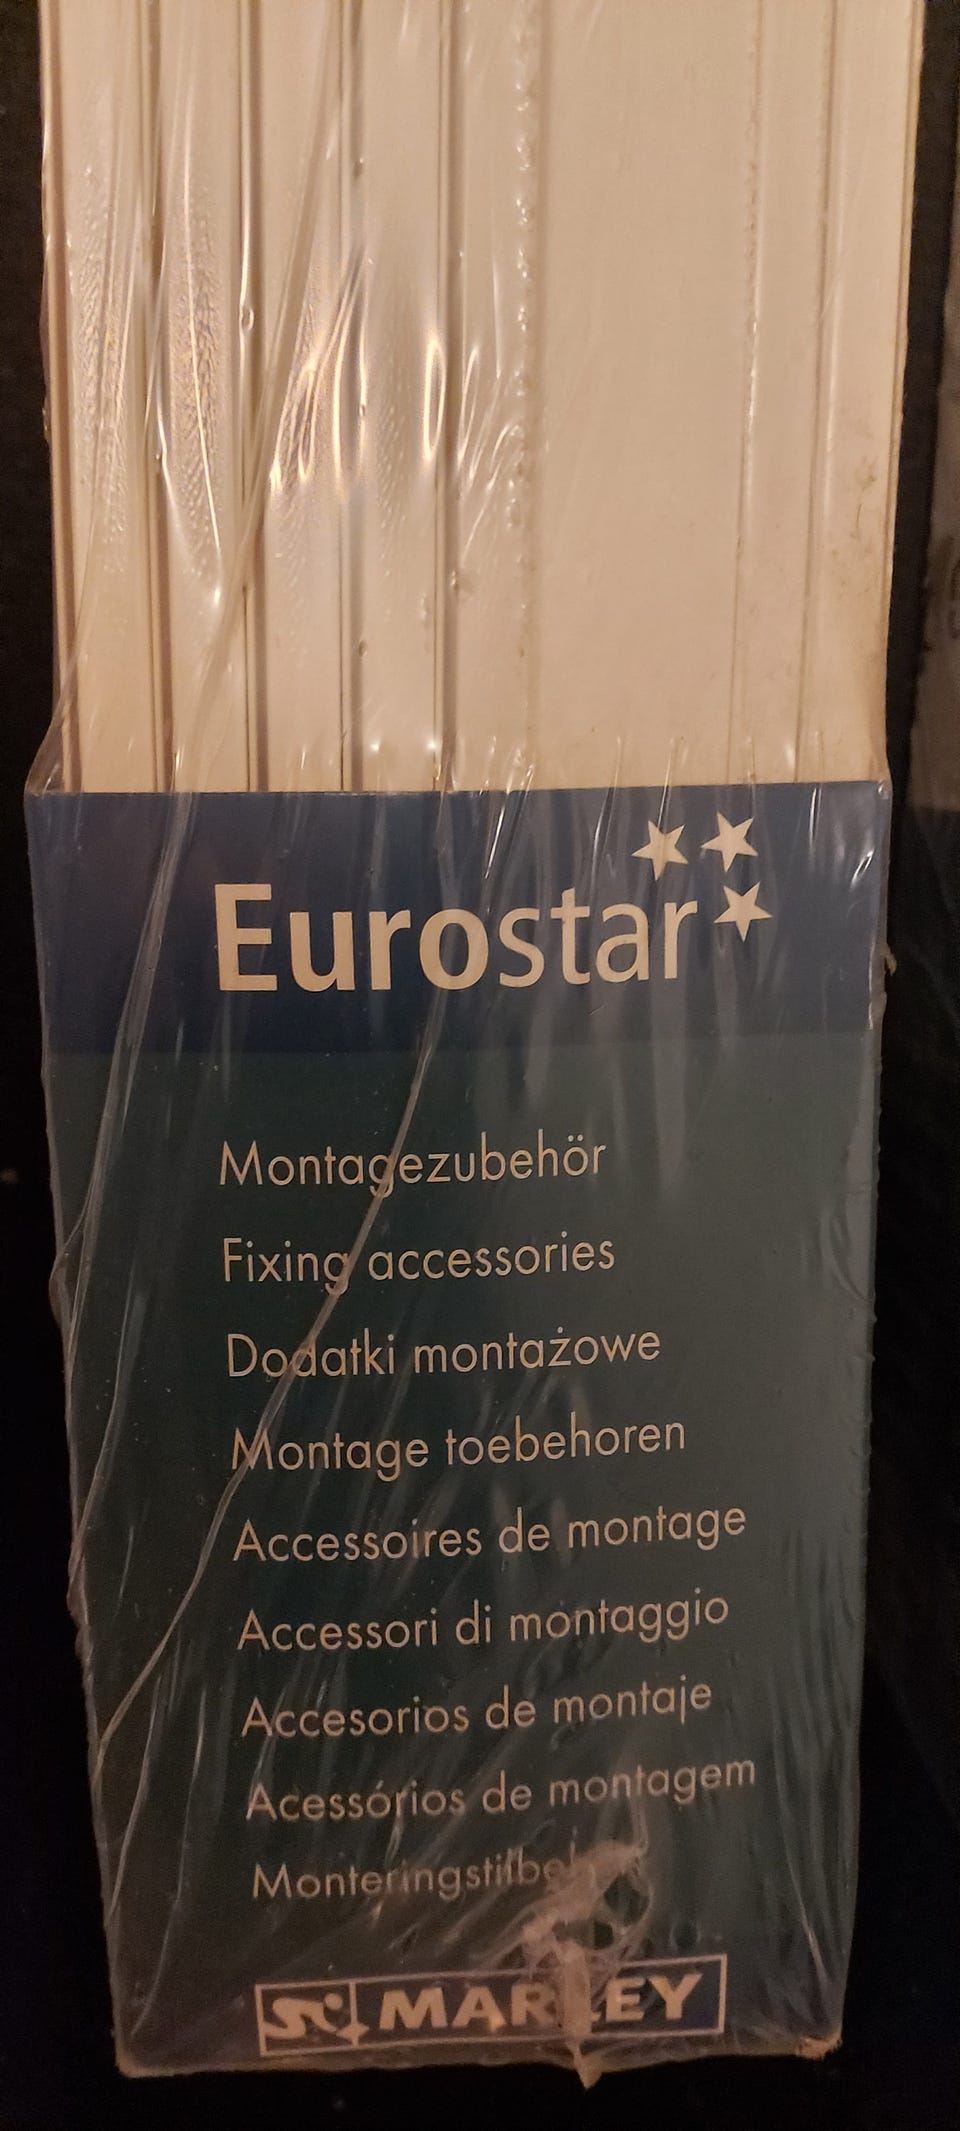 Eurostar
Montagezubehör
Fixing accessories
Dodatki montażowe
Montage toebehoren
Accessoires de montage
Accessori di montaggio
Accesorios de montaje
Acessórios de montagem
MARLEY